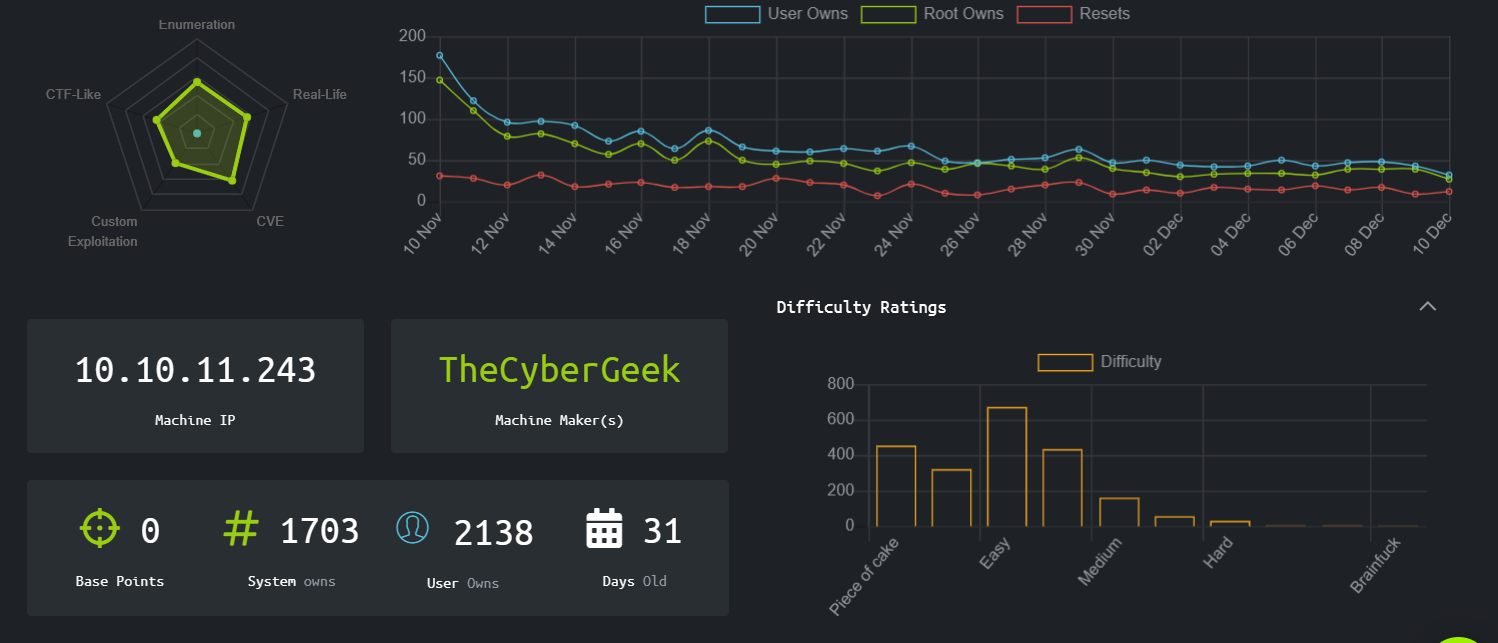 Enumeration
CTF-Like
Real-Life
Custom
Exploitation
CVE
User Owns
Root Owns
Resets
200
150
100
50
0
10 Nov
12 Nov
14 Nov
16 Nov
18 Nov
20 Nov
22 Nov
24 Nov
26 Nov
28 Nov
30 Nov
02 Dec
04 Dec
06 Dec
08 Dec
10 Dec
10.10.11.243
Machine IP
TheCyberGeek
Machine Maker(s)
0
Base Points
# 1703
System owns
2138
User Owns
31
Days Old
Difficulty Ratings
Difficulty
800
600
400
200
0
Piece of cake
Easy
Medium
Hard
Brainfuck